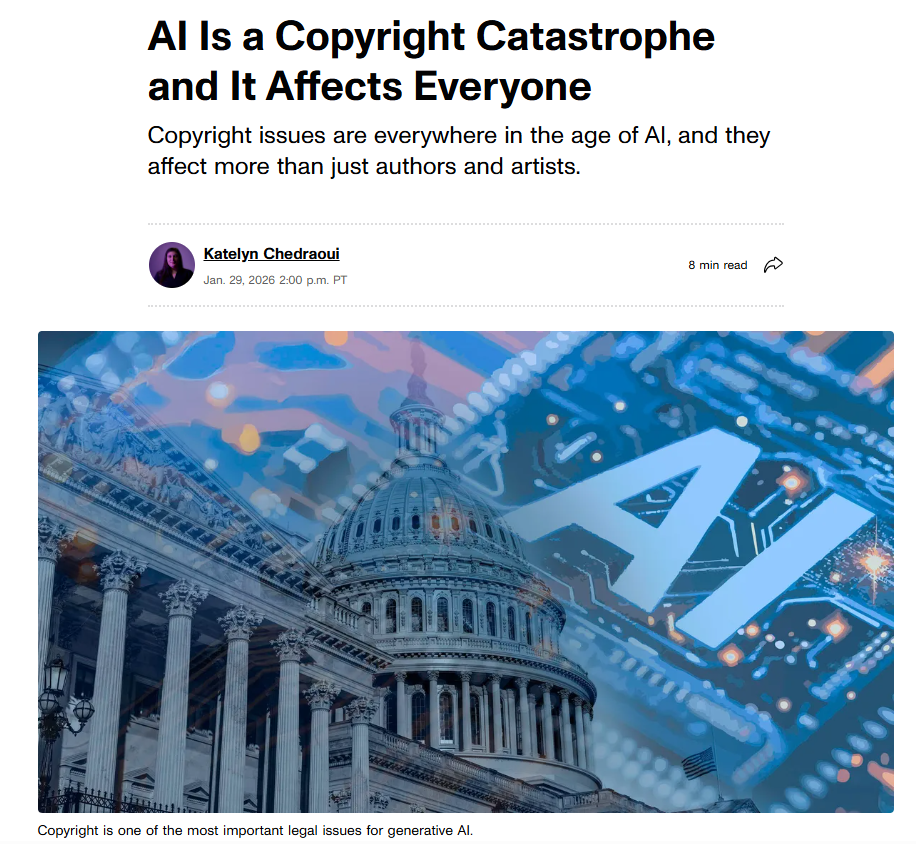 AI Is a Copyright Catastrophe
and It Affects Everyone
Copyright issues are everywhere in the age of AI, and they
affect more than just authors and artists.
Katelyn Chedraoui
Jan. 29, 2026 2:00 p.m. PT
8 min read
AI
Copyright is one of the most important legal issues for generative AI.